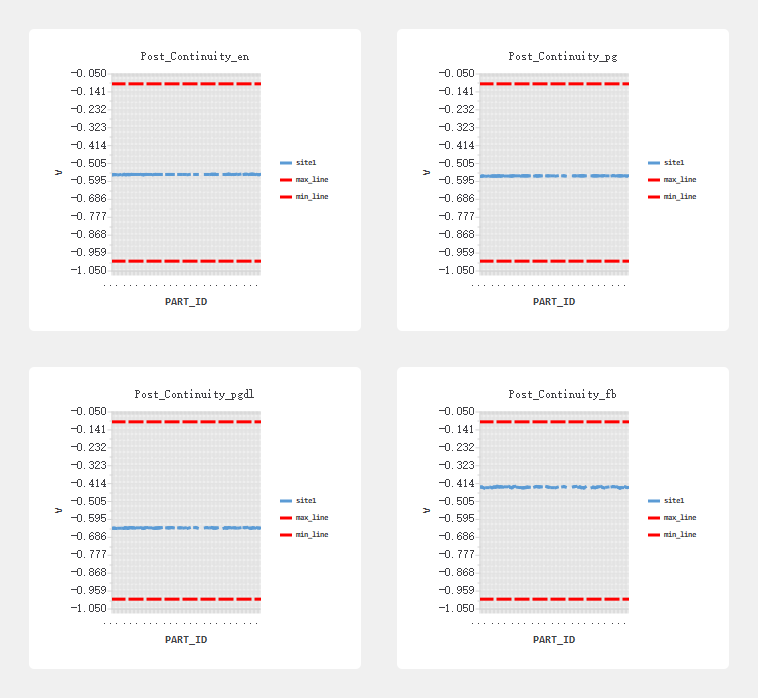 Post_Continuity_en
-0.050
-0.141
-0.232
-0.323
-0.414
-0.505
-0.595
-0.686
-0.777
-0.868
-0.959
-1.050
V
PART_ID
site1
max_line
min_line
Post_Continuity_pg
-0.050
-0.141
-0.232
-0.323
-0.414
-0.505
-0.595
-0.686
-0.777
-0.868
-0.959
-1.050
V
PART_ID
site1
max_line
min_line
Post_Continuity_pgdl
-0.050
-0.141
-0.232
-0.323
-0.414
-0.505
-0.595
-0.686
-0.777
-0.868
-0.959
-1.050
V
PART_ID
site1
max_line
min_line
Post_Continuity_fb
-0.050
-0.141
-0.232
-0.323
-0.414
-0.505
-0.595
-0.686
-0.777
-0.868
-0.959
-1.050
V
PART_ID
site1
max_line
min_line